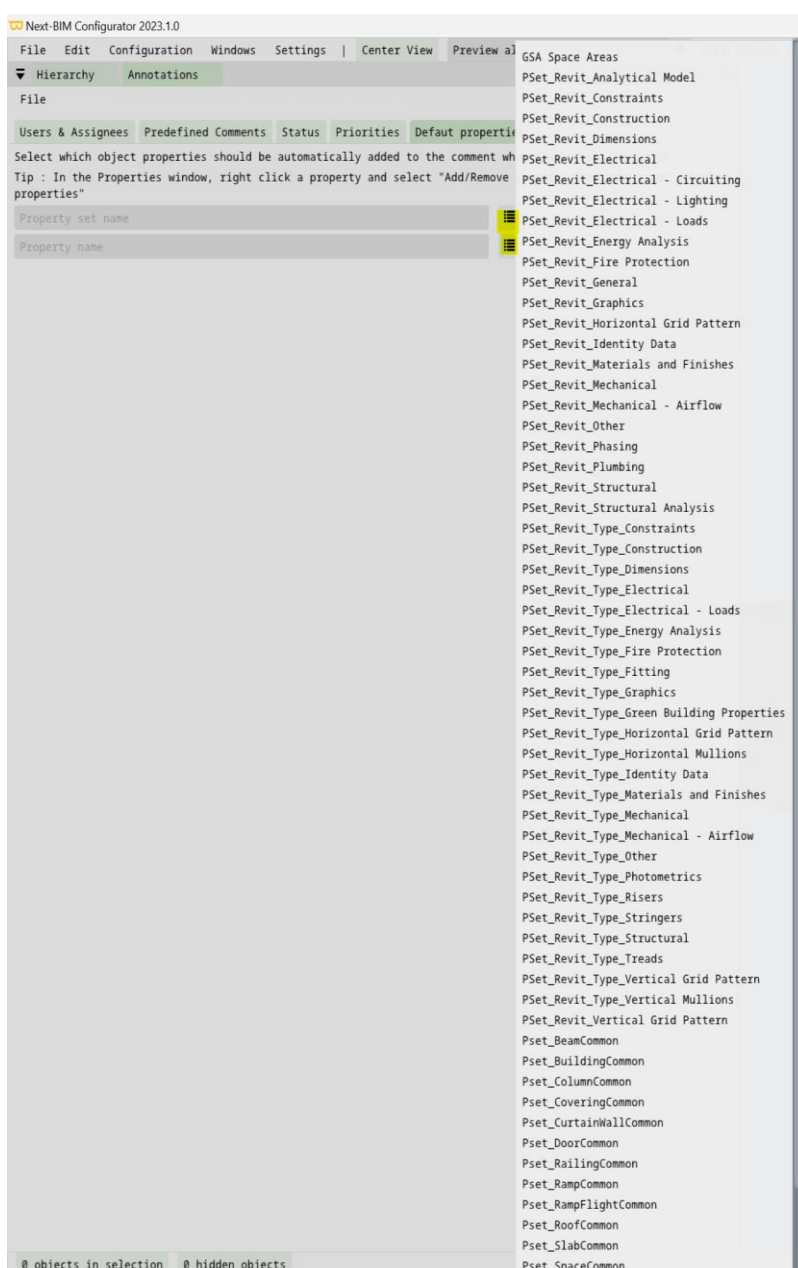 Next-BIM Configurator 2023.1.0
File Edit Configuration Windows Settings | Center View Preview al
Hierarchy Annotations
File
Users & Assignees Predefined Comments Status Priorities Defaut propertie
Select which object properties should be automatically added to the comment wh
Tip : In the Properties window, right click a property and select "Add/Remove
properties"
Property set name
Property name
GSA Space Areas
PSet_Revit_Analytical Model
PSet_Revit_Constraints
PSet_Revit_Construction
PSet_Revit_Dimensions
PSet_Revit_Electrical
PSet_Revit_Electrical - Circuiting
PSet_Revit_Electrical - Lighting
PSet_Revit_Electrical - Loads
PSet_Revit_Energy Analysis
PSet_Revit_Fire Protection
PSet_Revit_General
PSet_Revit_Graphics
PSet_Revit_Horizontal Grid Pattern
PSet_Revit_Identity Data
PSet_Revit_Materials and Finishes
PSet_Revit_Mechanical
PSet_Revit_Mechanical - Airflow
PSet_Revit_Other
PSet_Revit_Phasing
PSet_Revit_Plumbing
PSet_Revit_Structural
PSet_Revit_Structural Analysis
PSet_Revit_Type_Constraints
PSet_Revit_Type_Construction
PSet_Revit_Type_Dimensions
PSet_Revit_Type_Electrical
PSet_Revit_Type_Electrical - Loads
PSet_Revit_Type_Energy Analysis
PSet_Revit_Type_Fire Protection
PSet_Revit_Type_Fitting
PSet_Revit_Type_Graphics
PSet_Revit_Type_Green Building Properties
PSet_Revit_Type_Horizontal Grid Pattern
PSet_Revit_Type_Horizontal Mullions
PSet_Revit_Type_Identity Data
PSet_Revit_Type_Materials and Finishes
PSet_Revit_Type_Mechanical
PSet_Revit_Type_Mechanical - Airflow
PSet_Revit_Type_Other
PSet_Revit_Type_Photometrics
PSet_Revit_Type_Risers
PSet_Revit_Type_Stringers
PSet_Revit_Type_Structural
PSet_Revit_Type_Treads
PSet_Revit_Type_Vertical Grid Pattern
PSet_Revit_Type_Vertical Mullions
PSet_Revit_Vertical Grid Pattern
Pset_BeamCommon
Pset_BuildingCommon
Pset_ColumnCommon
Pset_CoveringCommon
Pset_CurtainWallCommon
Pset_DoorCommon
Pset_RailingCommon
Pset_RampCommon
Pset_RampFlightCommon
Pset_RoofCommon
Pset_SlabCommon
Pset_SpaceCommon
0 objects in selection 0 hidden objects